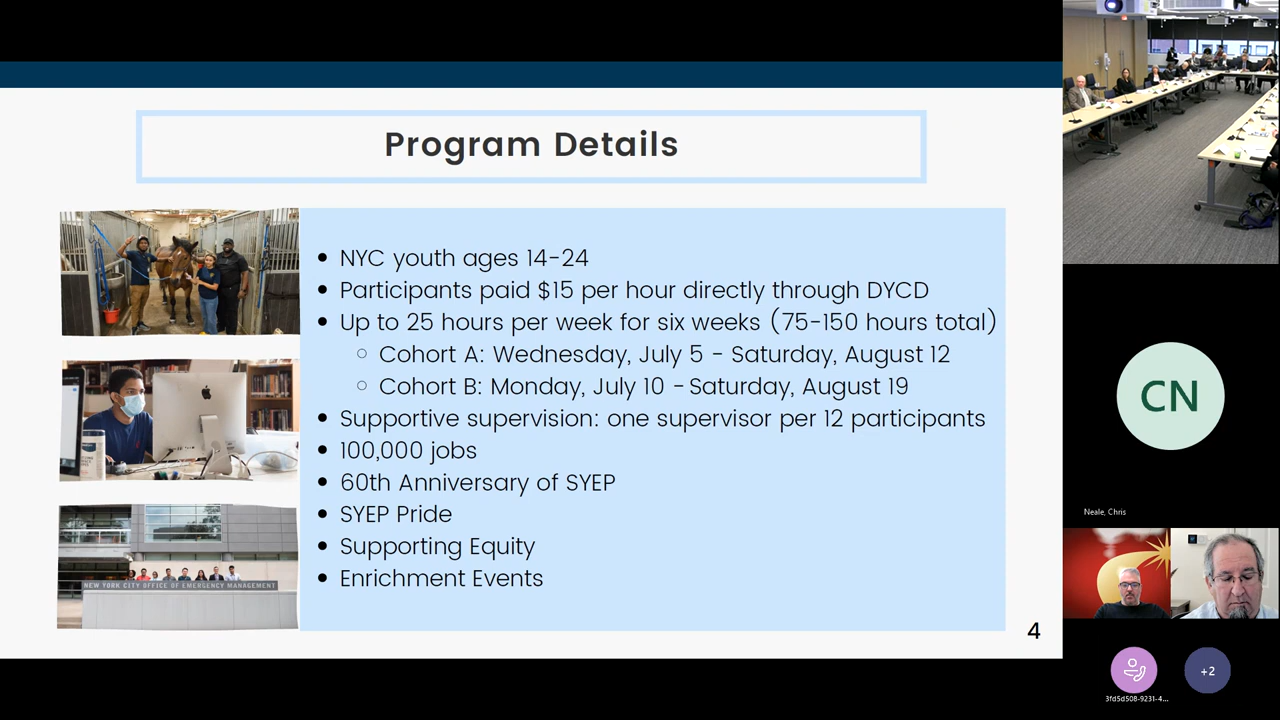 Program Details
NYC youth ages 14-24
Participants paid $15 per hour directly through DYCD
Up to 25 hours per week for six weeks (75-150 hours total)
Cohort A: Wednesday, July 5 - Saturday, August 12
Cohort B: Monday, July 10 - Saturday, August 19
Supportive supervision: one supervisor per 12 participants
100,000 jobs
60th Anniversary of SYEP
SYEP Pride
Supporting Equity
Enrichment Events
NEW YORK CITY OFFICE OF EMERGENCY MANAGEMENT
4
CN
Neale, Chris
3fd5d508-9231-4...
+2